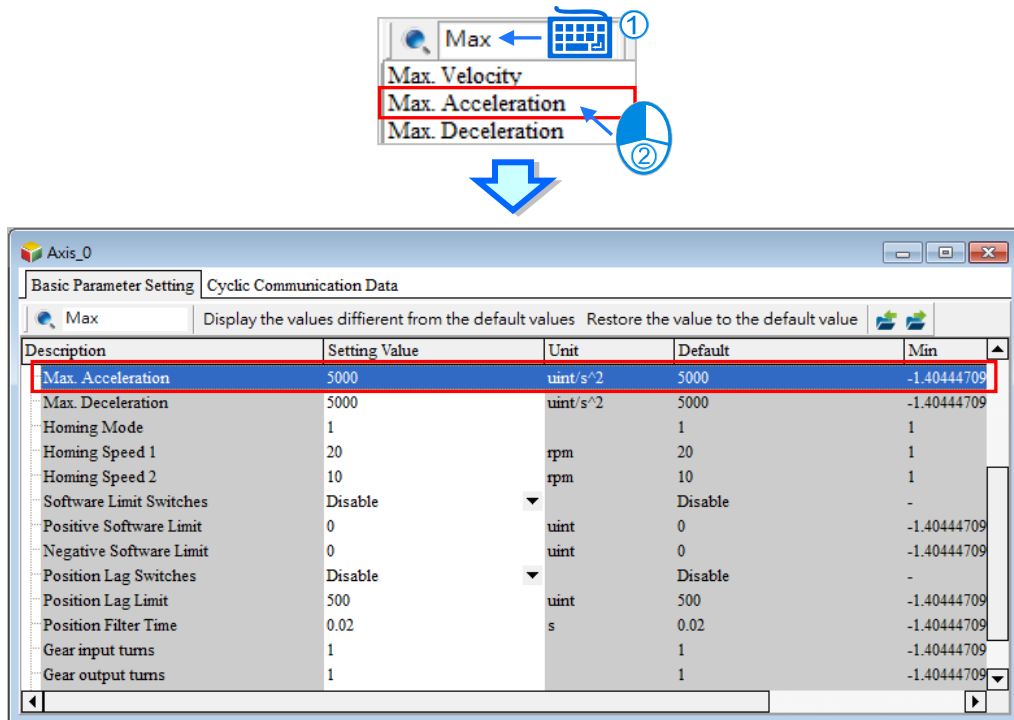 Max
①
Max. Velocity
Max. Acceleration
Max. Deceleration
②
Axis_0
Basic Parameter Setting Cyclic Communication Data
Max Display the values diffierent from the default values Restore the value to the default value
Description Setting Value Unit Default Min
Max. Acceleration 5000 uint/s^2 5000 -1.40444709
Max. Deceleration 5000 uint/s^2 5000 -1.40444709
Homing Mode 1 1 1
Homing Speed 1 20 rpm 20 1
Homing Speed 2 10 rpm 10 1
Software Limit Switches Disable Disable -
Positive Software Limit 0 uint 0 -1.40444709
Negative Software Limit 0 uint 0 -1.40444709
Position Lag Switches Disable Disable -
Position Lag Limit 500 uint 500 -1.40444709
Position Filter Time 0.02 s 0.02 -1.40444709
Gear input turns 1 1 -1.40444709
Gear output turns 1 1 -1.40444709